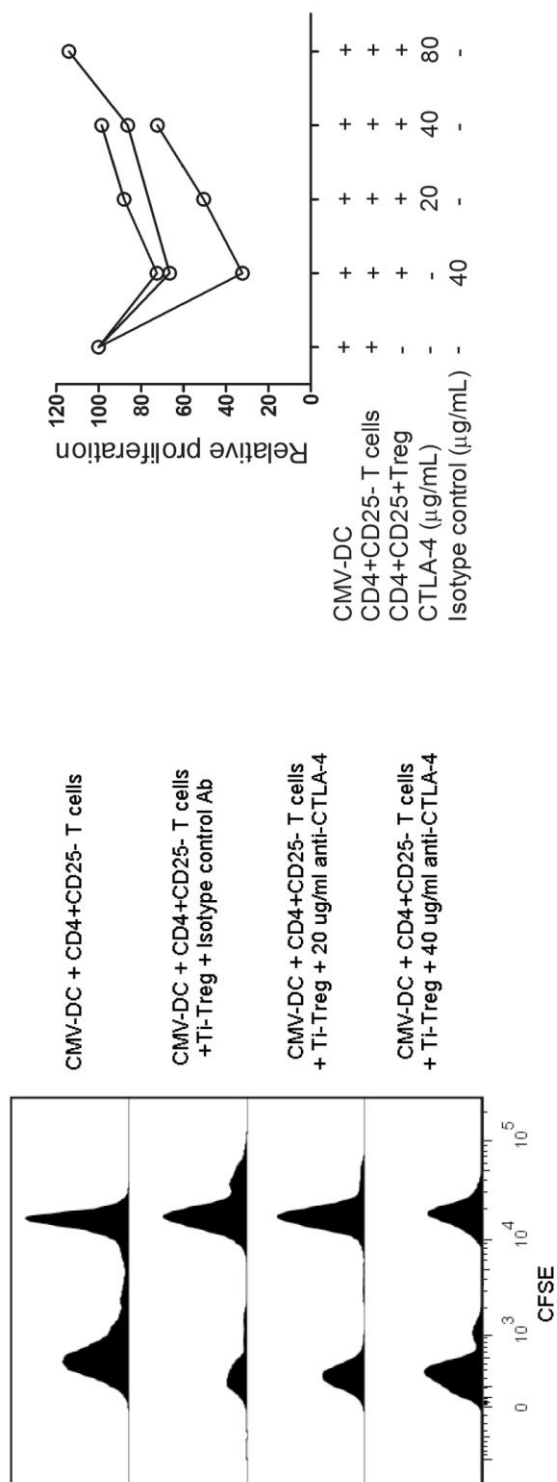 CMV-DC + CD4+CD25- T cells
CMV-DC + CD4+CD25- T cells
+Ti-Treg + Isotype control Ab
CMV-DC + CD4+CD25- T cells
+ Ti-Treg + 20 ug/ml anti-CTLA-4
CMV-DC + CD4+CD25- T cells
+ Ti-Treg + 40 ug/ml anti-CTLA-4
0 10^3 10^4 10^5
CFSE
Relative proliferation
120
100
80
60
40
20
0
CMV-DC + + + + +
CD4+CD25- T cells + + + + +
CD4+CD25+Treg - + + + +
CTLA-4 (μg/mL) - - 20 40 80
Isotype control (μg/mL) - 40 - - -